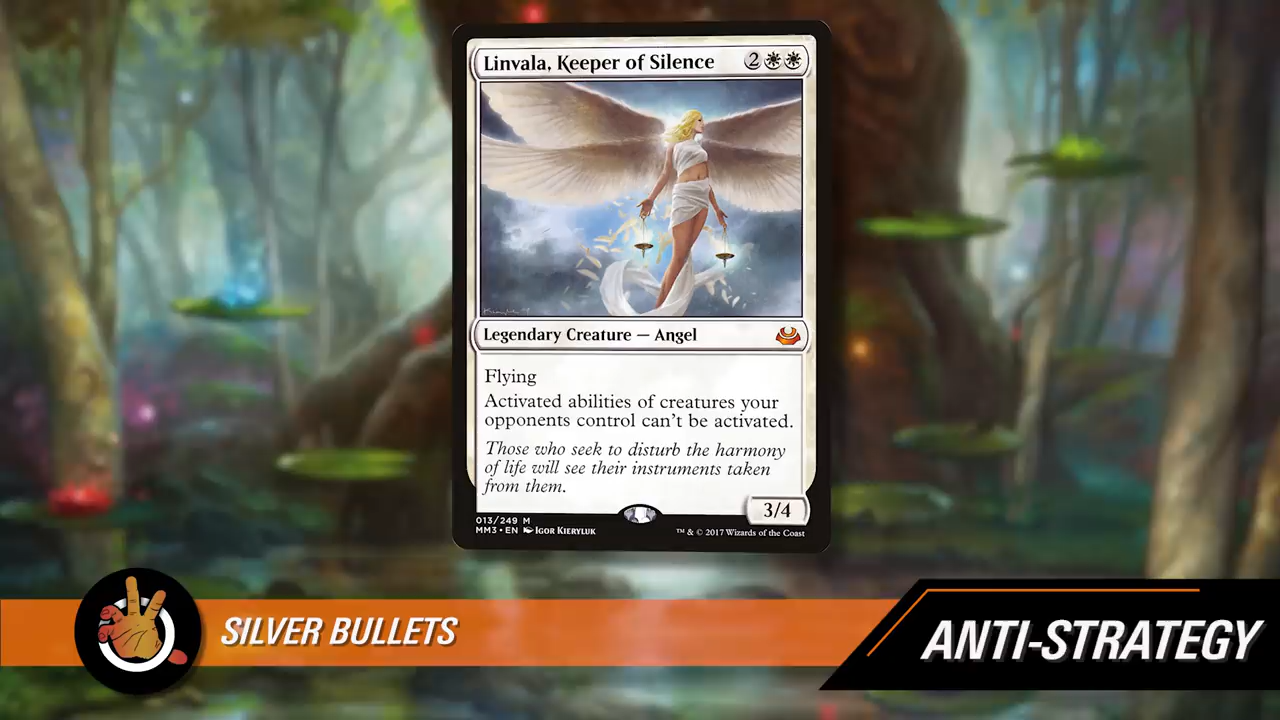 Linvala, Keeper of Silence 2
Legendary Creature — Angel
Flying
Activated abilities of creatures your
opponents control can't be activated.
Those who seek to disturb the harmony
of life will see their instruments taken
from them.
3/4
013/249 M
MM3 • EN Igor Kieryluk
™ & © 2017 Wizards of the Coast
SILVER BULLETS
ANTI-STRATEGY